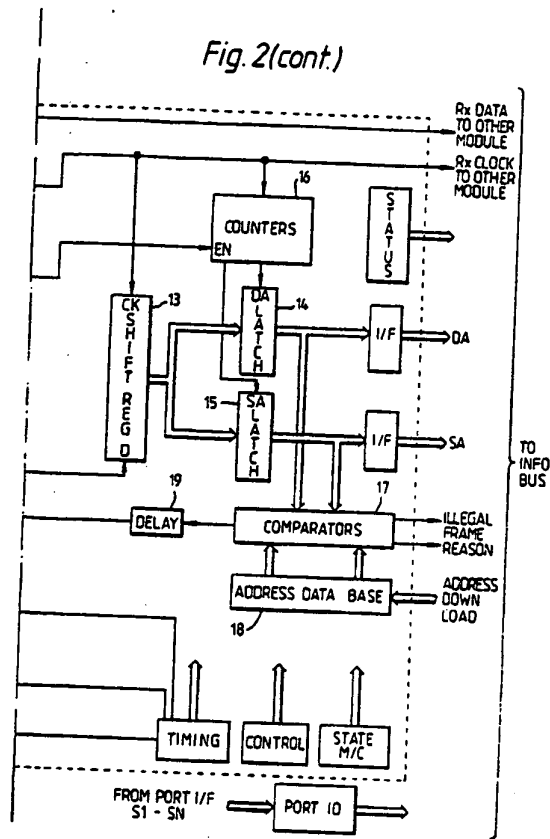 Fig. 2(cont.)
Rx DATA
TO OTHER
MODULE
Rx CLOCK
TO OTHER
MODULE
16
COUNTERS
EN
STATUS
13
CK
SHIFT REG
D
DA
LATCH
14
I/F
DA
15
SA
LATCH
I/F
SA
TO
INFO
BUS
19
DELAY
17
COMPARATORS
ILLEGAL
FRAME
REASON
ADDRESS DATA BASE
18
ADDRESS
DOWN
LOAD
TIMING
CONTROL
STATE
M/C
FROM PORT I/F
S1 - SN
PORT ID